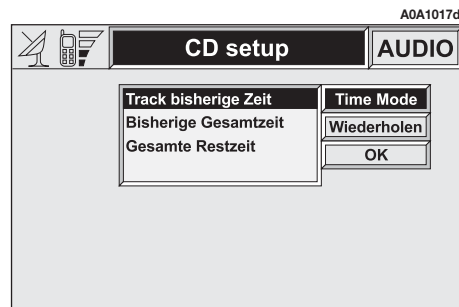 A0A1017d
CD setup
AUDIO
Track bisherige Zeit
Time Mode
Bisherige Gesamtzeit
Wiederholen
Gesamte Restzeit
OK